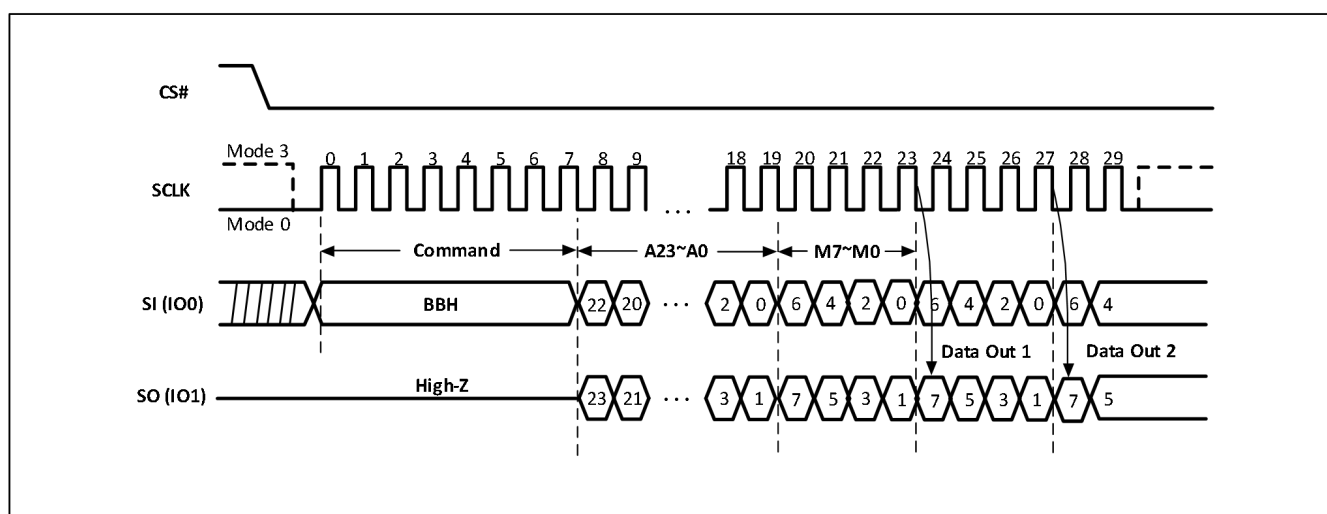 CS#
Mode 3
0 1 2 3 4 5 6 7 8 9 18 19 20 21 22 23 24 25 26 27 28 29
SCLK
...
Mode 0
Command A23~A0 M7~M0
SI (IO0) BBH 22 20 ... 2 0 6 4 2 0 6 4 2 0 6 4
Data Out 1 Data Out 2
SO (IO1) High-Z 23 21 ... 3 1 7 5 3 1 7 5 3 1 7 5